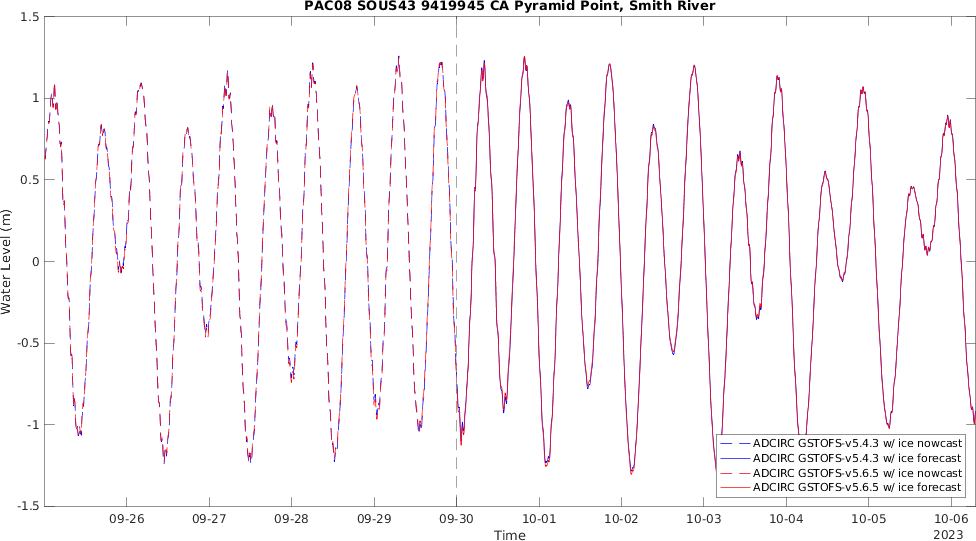 PAC08 SOUS43 9419945 CA Pyramid Point, Smith River
1.5
1
0.5
0
-0.5
-1
-1.5
Water Level (m)
ADCIRC GSTOFS-v5.4.3 w/ ice nowcast
ADCIRC GSTOFS-v5.4.3 w/ ice forecast
ADCIRC GSTOFS-v5.6.5 w/ ice nowcast
ADCIRC GSTOFS-v5.6.5 w/ ice forecast
09-26 09-27 09-28 09-29 09-30 10-01 10-02 10-03 10-04 10-05 10-06
Time
2023